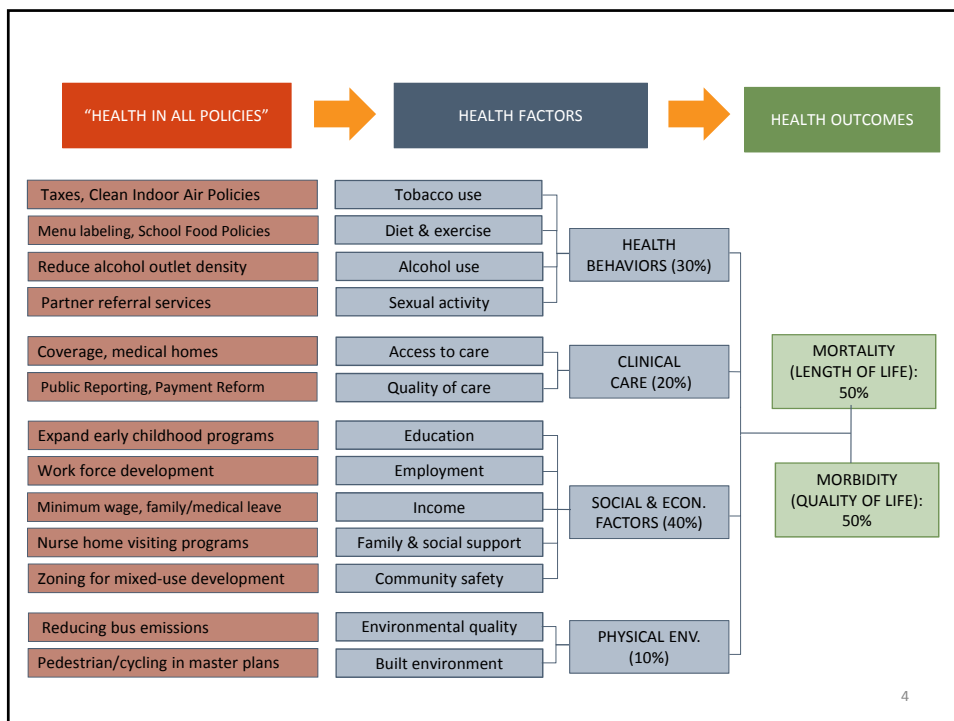 “HEALTH IN ALL POLICIES”
HEALTH FACTORS
HEALTH OUTCOMES
Taxes, Clean Indoor Air Policies
Tobacco use
Menu labeling, School Food Policies
Diet & exercise
Reduce alcohol outlet density
Alcohol use
Partner referral services
Sexual activity
HEALTH
BEHAVIORS (30%)
Coverage, medical homes
Access to care
Public Reporting, Payment Reform
Quality of care
CLINICAL
CARE (20%)
Expand early childhood programs
Education
Work force development
Employment
Minimum wage, family/medical leave
Income
Nurse home visiting programs
Family & social support
Zoning for mixed-use development
Community safety
SOCIAL & ECON.
FACTORS (40%)
Reducing bus emissions
Environmental quality
Pedestrian/cycling in master plans
Built environment
PHYSICAL ENV.
(10%)
MORTALITY
(LENGTH OF LIFE):
50%
MORBIDITY
(QUALITY OF LIFE):
50%
4